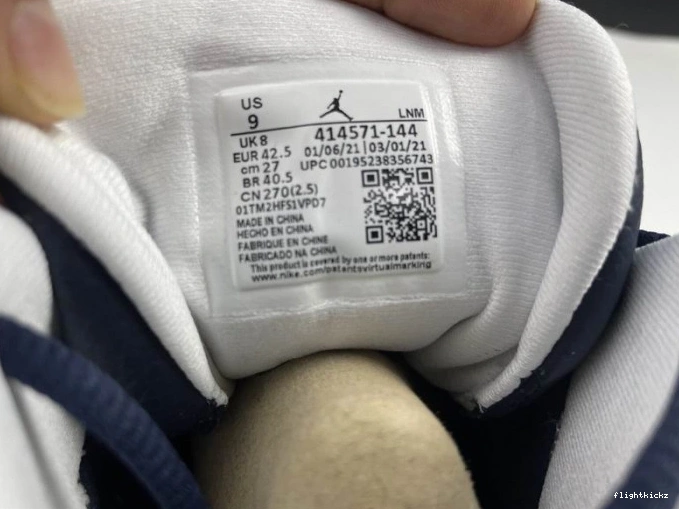 US
9
LNM
UK 8
414571-144
EUR 42.5
01/06/21 | 03/01/21
cm 27
UPC 00195238356743
BR 40.5
CN 270(2.5)
01TM2HFS1VPD7
MADE IN CHINA
HECHO EN CHINA
FABRIQUE EN CHINE
FABRICADO NA CHINA
This product is covered by one or more patents:
www.nike.com/patentsvirtualmarking
flightkickz